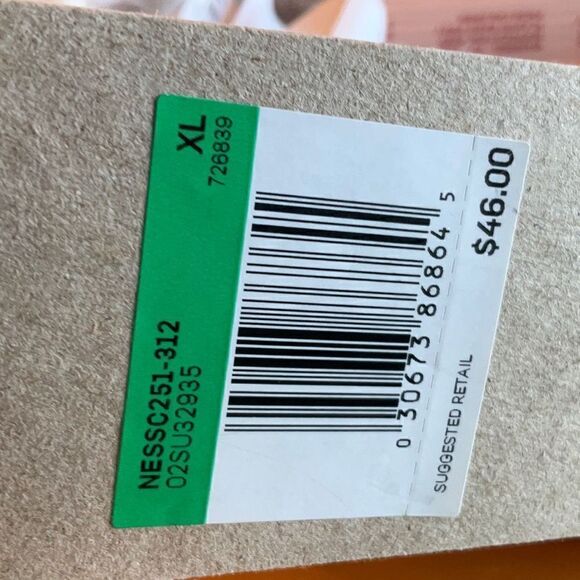 NESSC251-312 XL
02SU32935 726839
0 30673 86864 5
SUGGESTED RETAIL $46.00